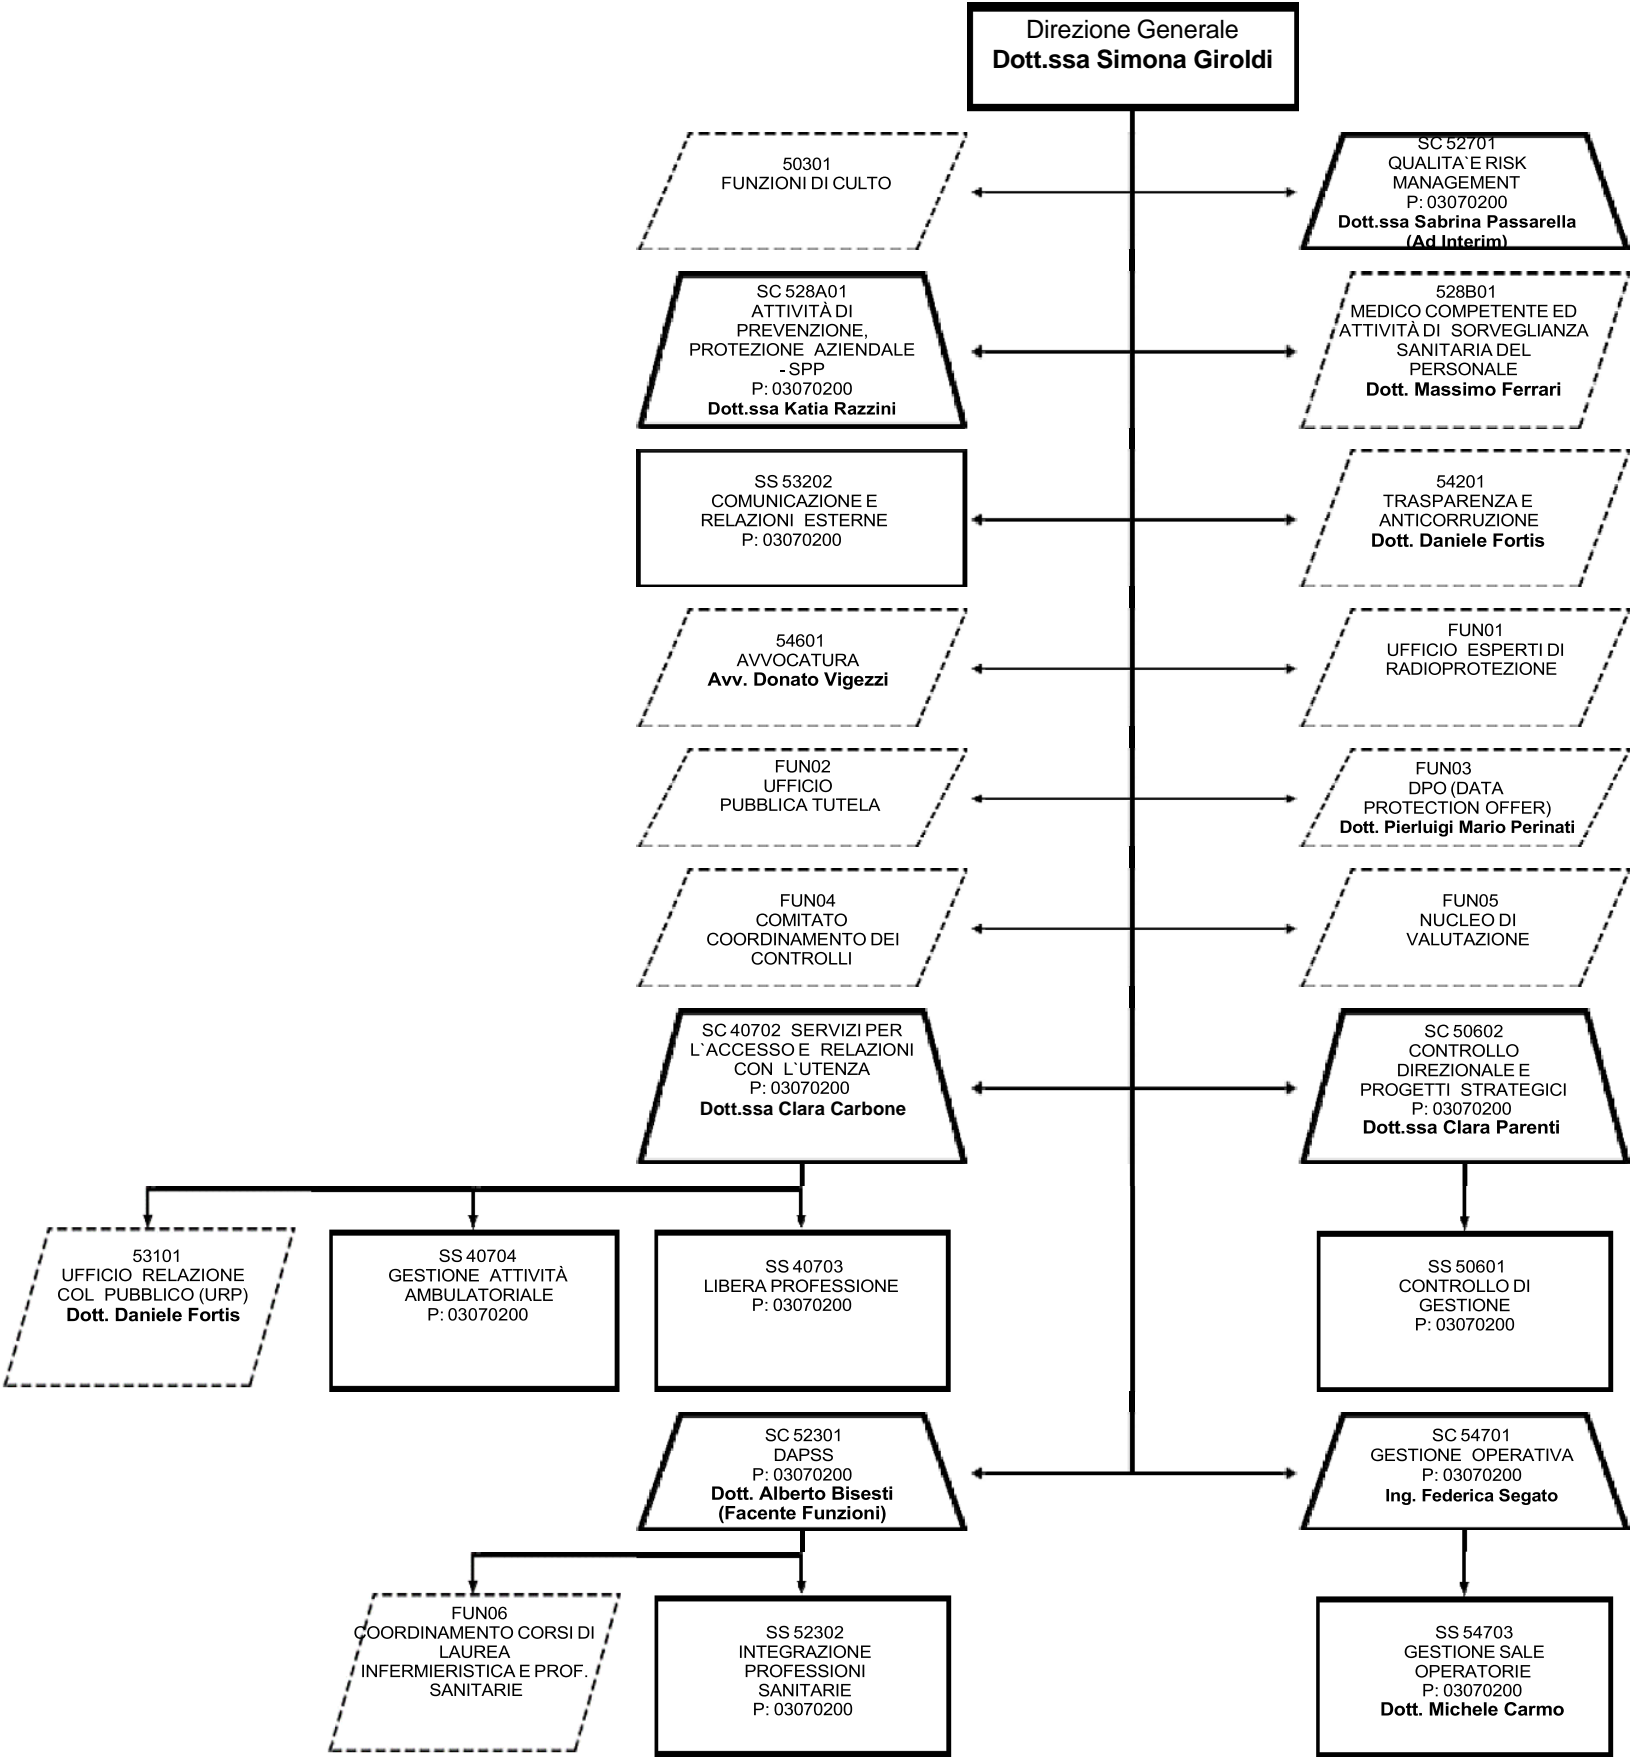 Direzione Generale
Dott.ssa Simona Giroldi
50301
FUNZIONI DI CULTO
SC 52701
QUALITA`E RISK
MANAGEMENT
P: 03070200
Dott.ssa Sabrina Passarella
(Ad Interim)
SC 528A01
ATTIVITÀ DI
PREVENZIONE,
PROTEZIONE AZIENDALE
- SPP
P: 03070200
Dott.ssa Katia Razzini
528B01
MEDICO COMPETENTE ED
ATTIVITÀ DI SORVEGLIANZA
SANITARIA DEL
PERSONALE
Dott. Massimo Ferrari
SS 53202
COMUNICAZIONE E
RELAZIONI ESTERNE
P: 03070200
54201
TRASPARENZA E
ANTICORRUZIONE
Dott. Daniele Fortis
54601
AVVOCATURA
Avv. Donato Vigezzi
FUN01
UFFICIO ESPERTI DI
RADIOPROTEZIONE
FUN02
UFFICIO
PUBBLICA TUTELA
FUN03
DPO (DATA
PROTECTION OFFER)
Dott. Pierluigi Mario Perinati
FUN04
COMITATO
COORDINAMENTO DEI
CONTROLLI
FUN05
NUCLEO DI
VALUTAZIONE
SC 40702 SERVIZI PER
L`ACCESSO E RELAZIONI
CON L`UTENZA
P: 03070200
Dott.ssa Clara Carbone
SC 50602
CONTROLLO
DIREZIONALE E
PROGETTI STRATEGICI
P: 03070200
Dott.ssa Clara Parenti
53101
UFFICIO RELAZIONE
COL PUBBLICO (URP)
Dott. Daniele Fortis
SS 40704
GESTIONE ATTIVITÀ
AMBULATORIALE
P: 03070200
SS 40703
LIBERA PROFESSIONE
P: 03070200
SS 50601
CONTROLLO DI
GESTIONE
P: 03070200
SC 52301
DAPSS
P: 03070200
Dott. Alberto Bisesti
(Facente Funzioni)
SC 54701
GESTIONE OPERATIVA
P: 03070200
Ing. Federica Segato
FUN06
COORDINAMENTO CORSI DI
LAUREA
INFERMIERISTICA E PROF.
SANITARIE
SS 52302
INTEGRAZIONE
PROFESSIONI
SANITARIE
P: 03070200
SS 54703
GESTIONE SALE
OPERATORIE
P: 03070200
Dott. Michele Carmo